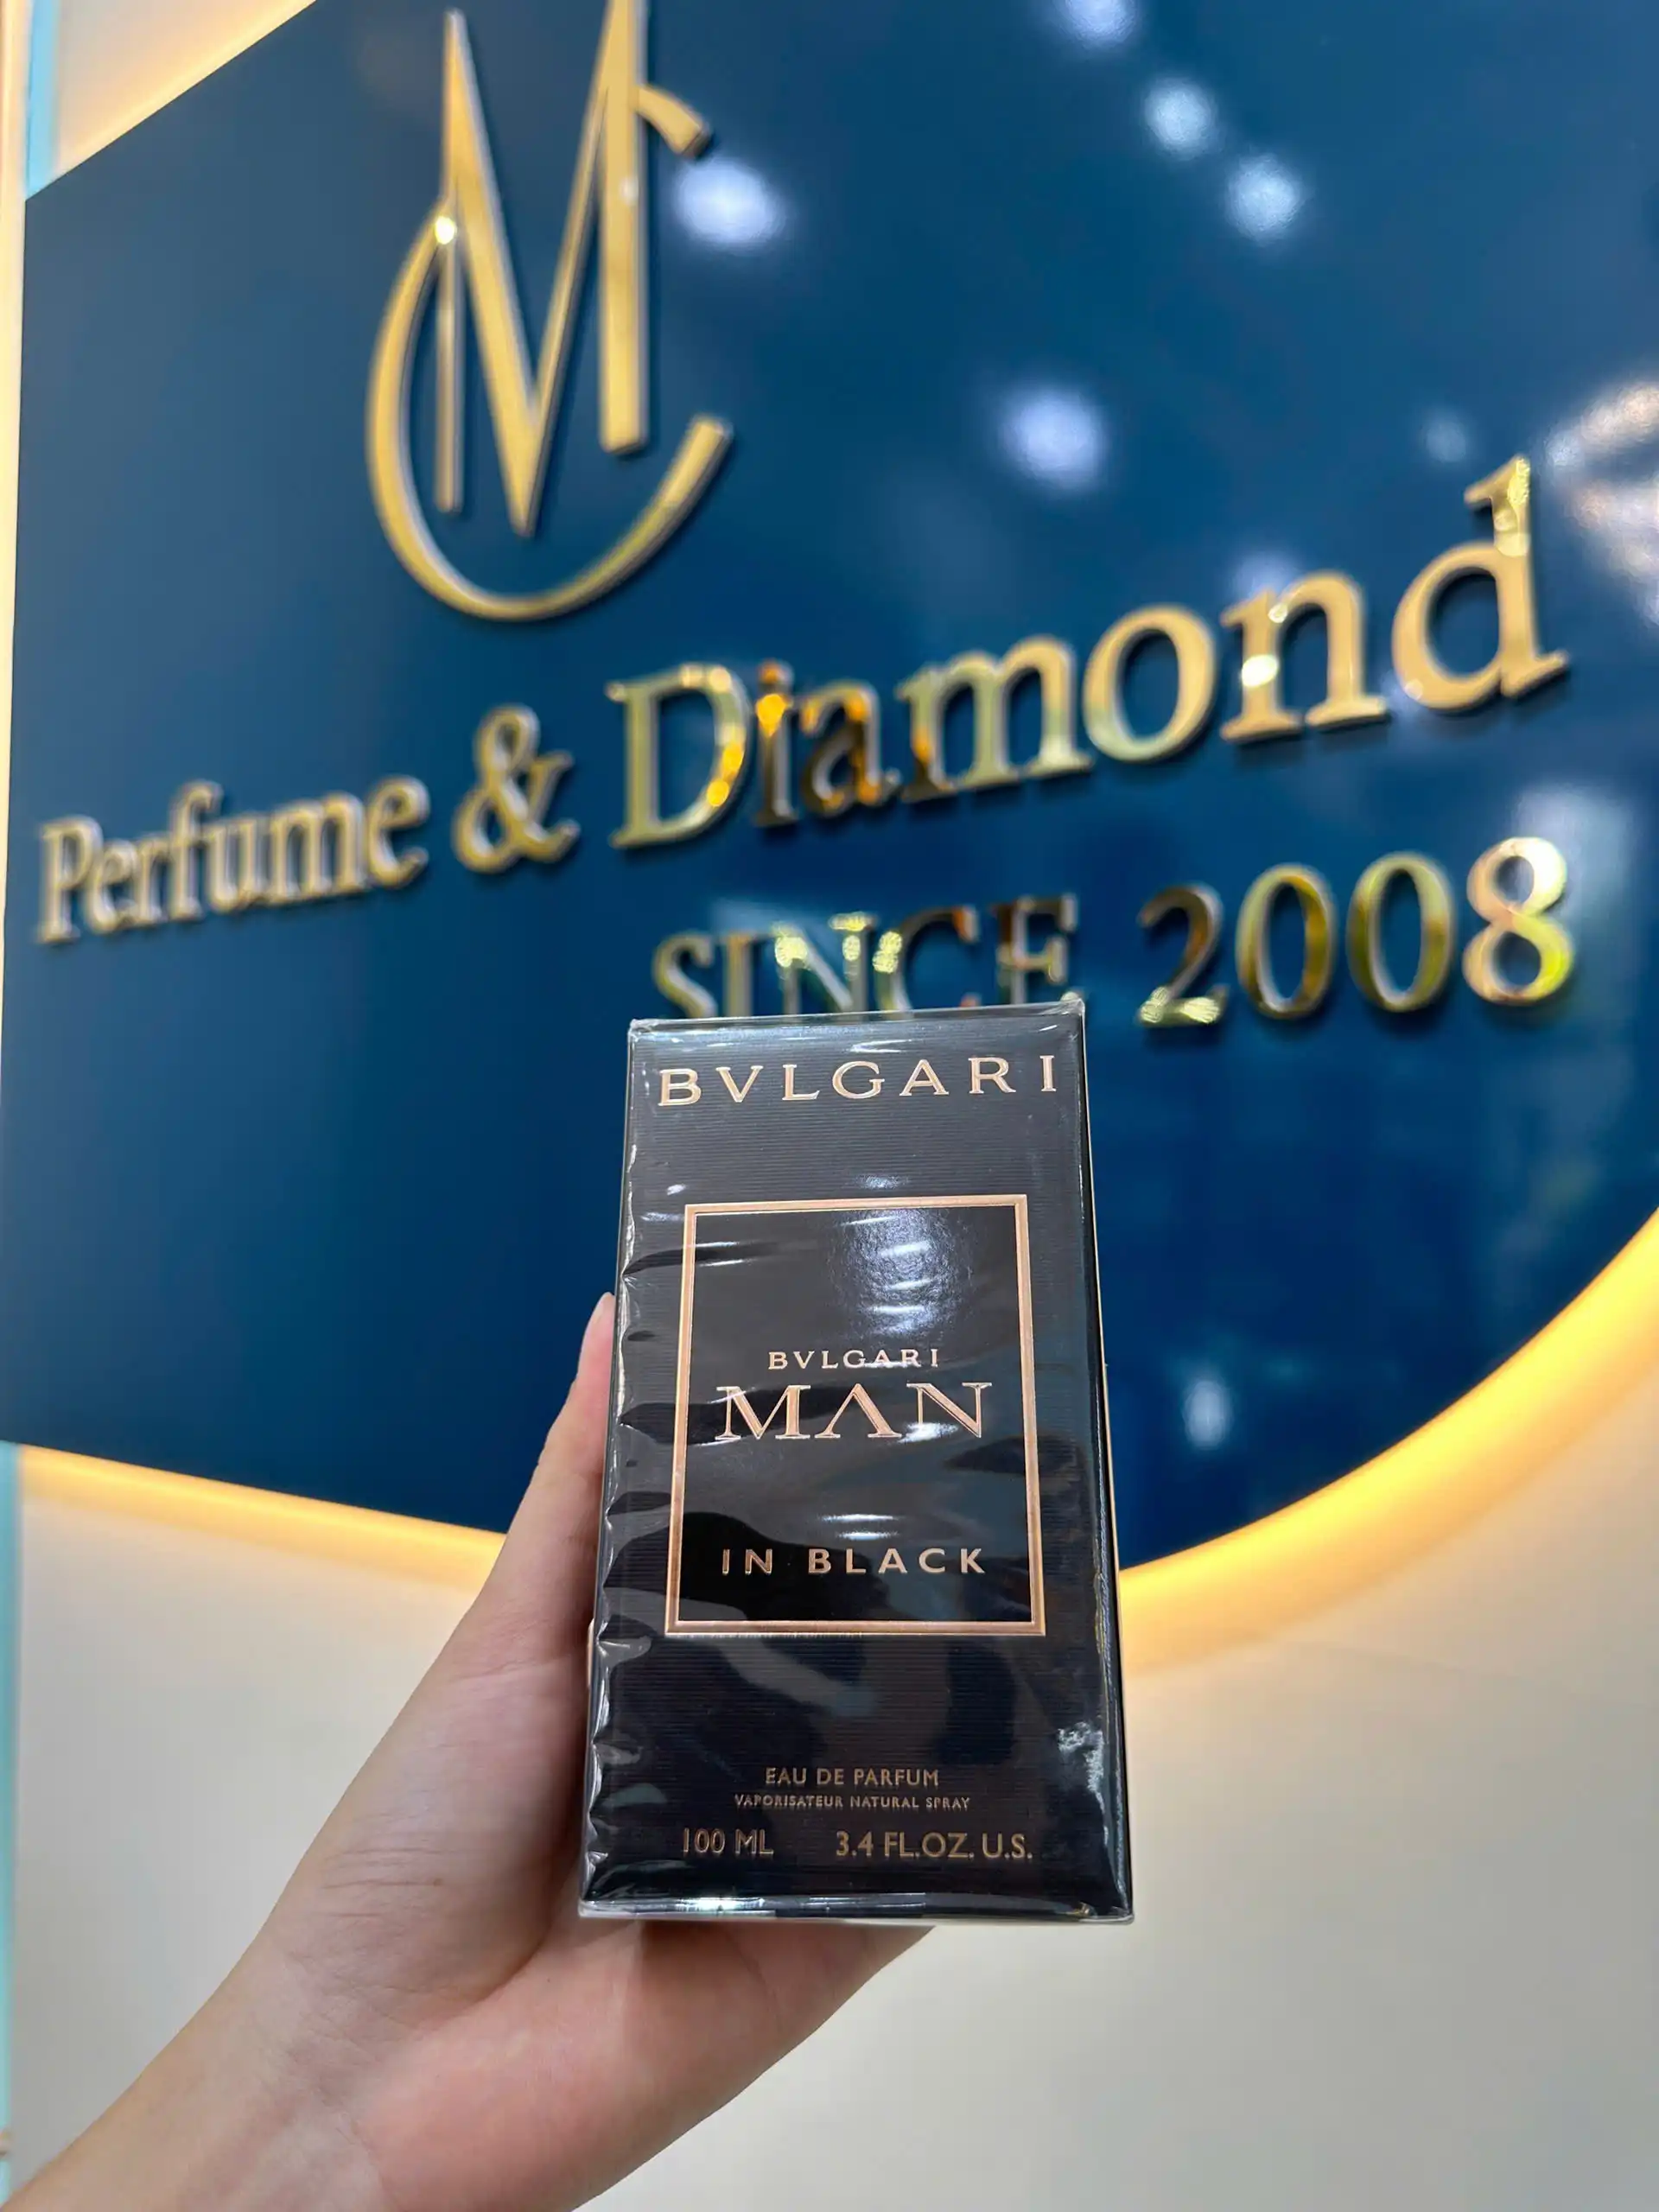 Perfume & Diamond
SINCE 2008
BVLGARI
BVLGARI
MAN
IN BLACK
EAU DE PARFUM
VAPORISATEUR NATURAL SPRAY
100 ML 3.4 FL.OZ. U.S.